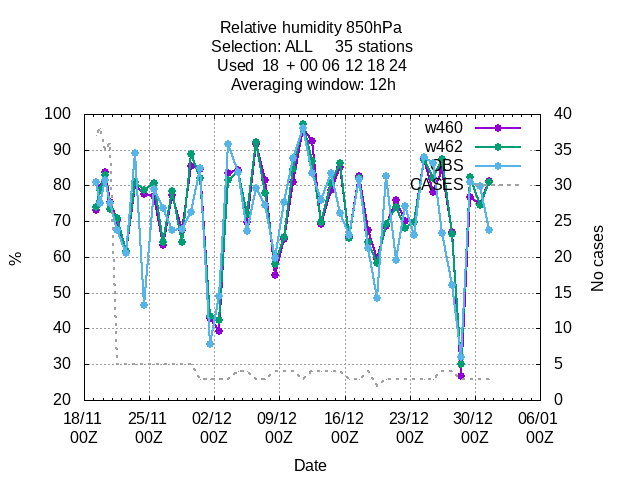 Relative humidity 850hPa
Selection: ALL 35 stations
Used 18 + 00 06 12 18 24
Averaging window: 12h
100 40
90 35
80 30
70 25
60 20
50 15
40 10
30 5
20 0
w460
w462
OBS
CASES
%
No cases
18/11 25/11 02/12 09/12 16/12 23/12 30/12 06/01
00Z 00Z 00Z 00Z 00Z 00Z 00Z 00Z
Date